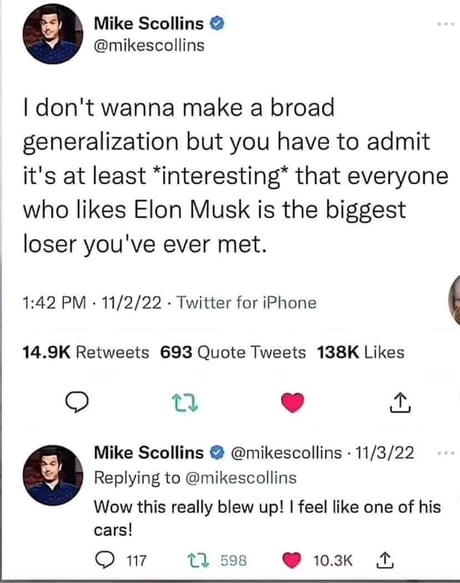 Mike Scollins
@mikescollins
I don't wanna make a broad
generalization but you have to admit
it's at least *interesting* that everyone
who likes Elon Musk is the biggest
loser you've ever met.
1:42 PM · 11/2/22 · Twitter for iPhone
14.9K Retweets 693 Quote Tweets 138K Likes
Mike Scollins @mikescollins · 11/3/22
Replying to @mikescollins
Wow this really blew up! I feel like one of his
cars!
117 598 10.3K